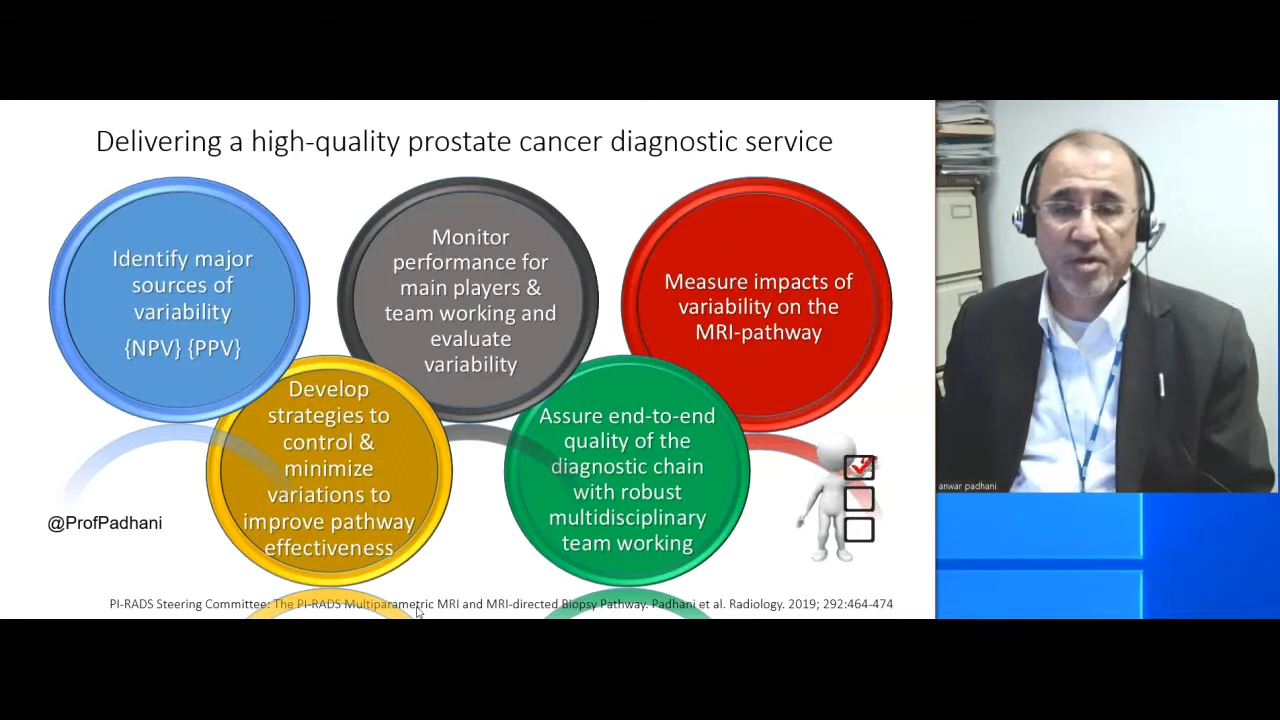 Delivering a high-quality prostate cancer diagnostic service
Identify major
sources of
variability
{NPV} {PPV}
Develop
strategies to
control &
minimize
variations to
improve pathway
effectiveness
Monitor
performance for
main players &
team working and
evaluate
variability
Assure end-to-end
quality of the
diagnostic chain
with robust
multidisciplinary
team working
Measure impacts of
variability on the
MRI-pathway
@ProfPadhani
PI-RADS Steering Committee: The PI-RADS Multiparametric MRI and MRI-directed Biopsy Pathway. Padhani et al. Radiology. 2019; 292:464-474
anwar padhani